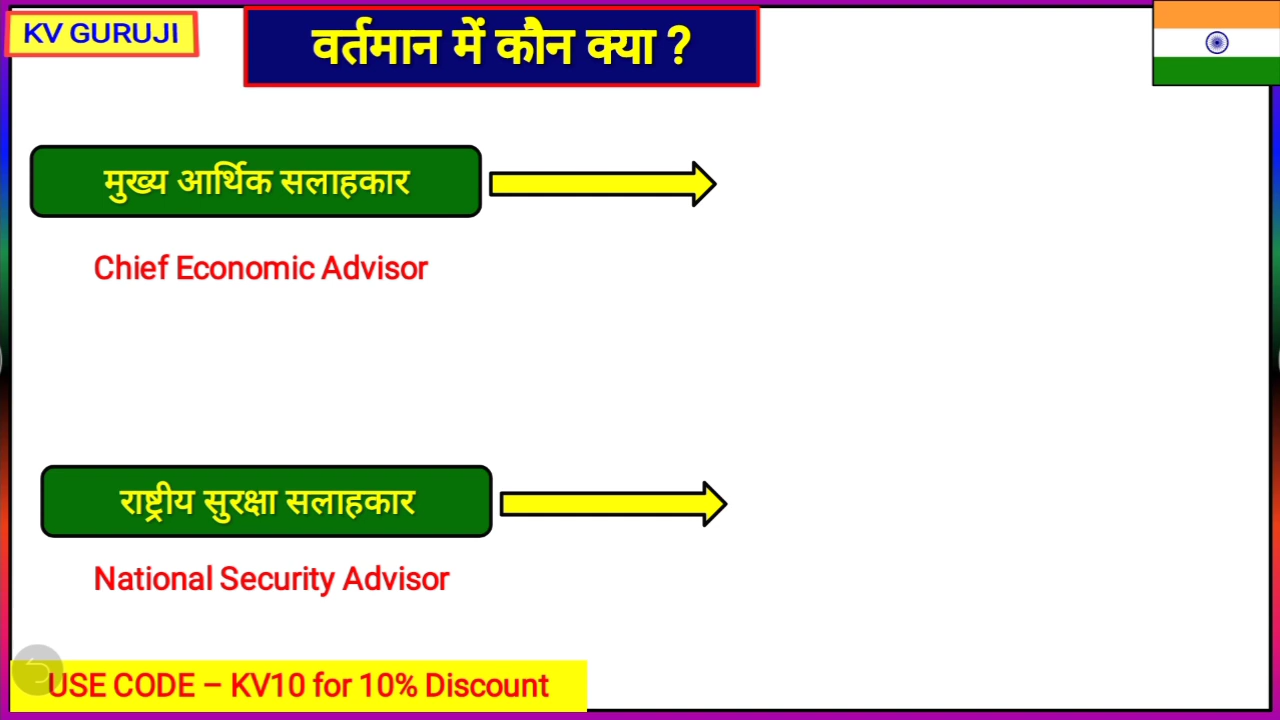 KV GURUJI
वर्तमान में कौन क्या ?
मुख्य आर्थिक सलाहकार
Chief Economic Advisor
राष्ट्रीय सुरक्षा सलाहकार
National Security Advisor
USE CODE – KV10 for 10% Discount